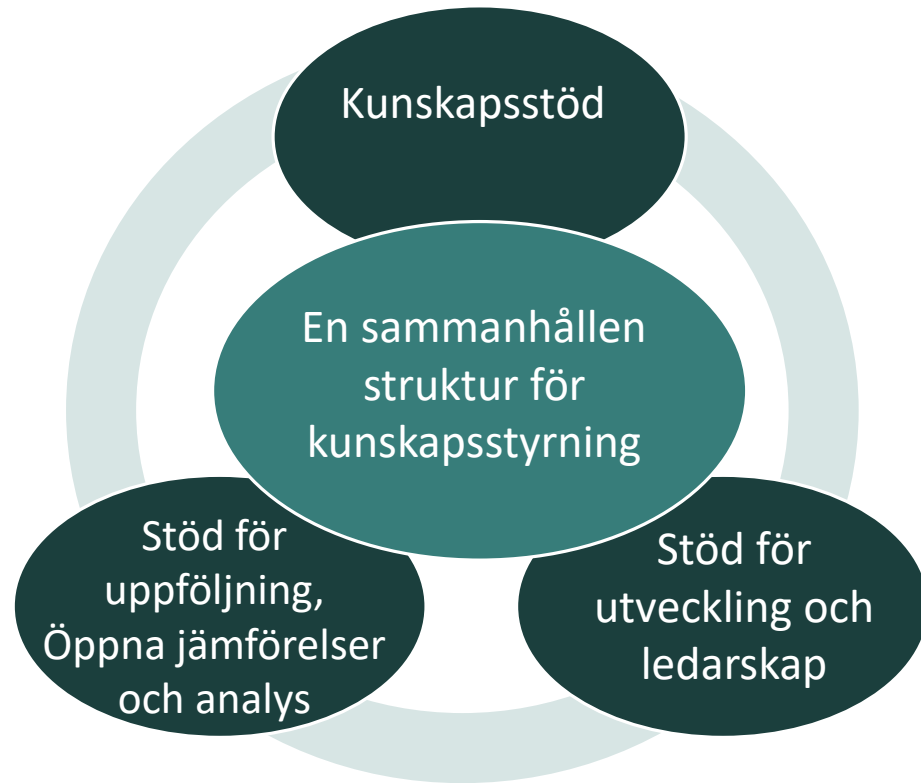 Kunskapsstöd
En sammanhållen
struktur för
kunskapsstyrning
Stöd för
uppföljning,
Öppna jämförelser
och analys
Stöd för
utveckling och
ledarskap